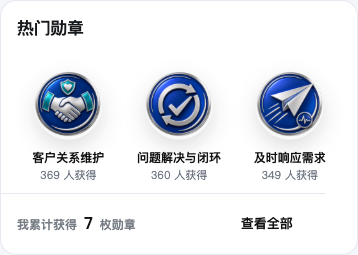 热门勋章
客户关系维护 问题解决与闭环 及时响应需求
369 人获得 360 人获得 349 人获得
我累计获得 7 枚勋章 查看全部